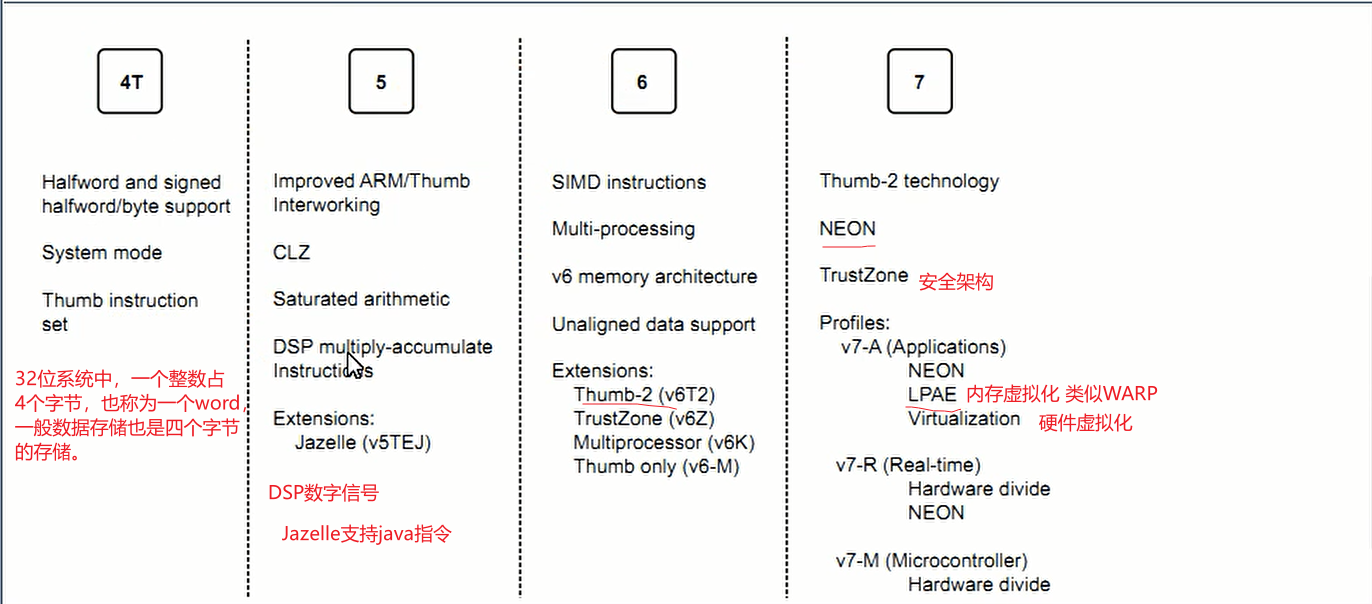 4T
Halfword and signed
halfword/byte support
System mode
Thumb instruction
set
32位系统中，一个整数占
4个字节，也称为一个word，
一般数据存储也是四个字节
的存储。
5
Improved ARM/Thumb
Interworking
CLZ
Saturated arithmetic
DSP multiply-accumulate
Instructions
Extensions:
Jazelle (v5TEJ)
DSP数字信号
Jazelle支持java指令
6
SIMD instructions
Multi-processing
v6 memory architecture
Unaligned data support
Extensions:
Thumb-2 (v6T2)
TrustZone (v6Z)
Multiprocessor (v6K)
Thumb only (v6-M)
7
Thumb-2 technology
NEON
TrustZone 安全架构
Profiles:
v7-A (Applications)
NEON
LPAE 内存虚拟化 类似WARP
Virtualization 硬件虚拟化
v7-R (Real-time)
Hardware divide
NEON
v7-M (Microcontroller)
Hardware divide